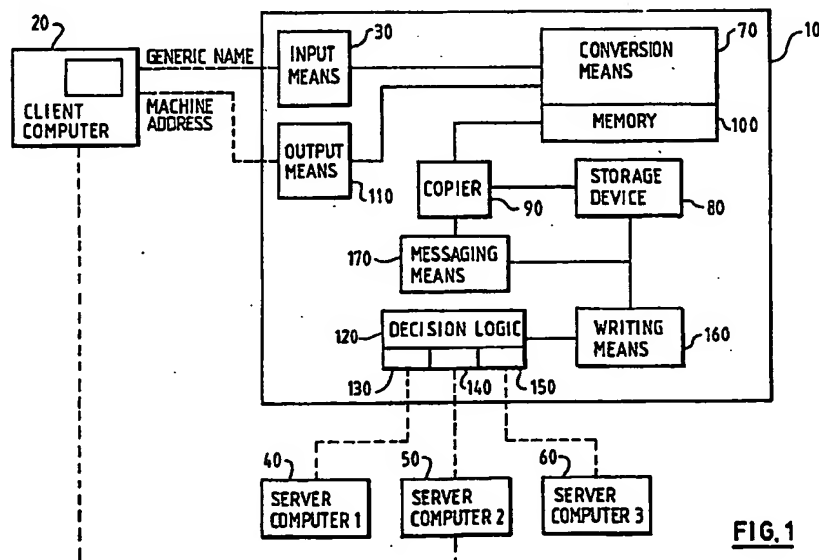 20
30
70
10
GENERIC NAME
INPUT
MEANS
CONVERSION
MEANS
CLIENT
COMPUTER
MACHINE
ADDRESS
MEMORY
100
OUTPUT
MEANS
110
COPIER
90
STORAGE
DEVICE
80
170
MESSAGING
MEANS
120
DECISION LOGIC
WRITING
MEANS
160
130
140
150
40
SERVER
COMPUTER 1
50
SERVER
COMPUTER 2
60
SERVER
COMPUTER 3
FIG. 1